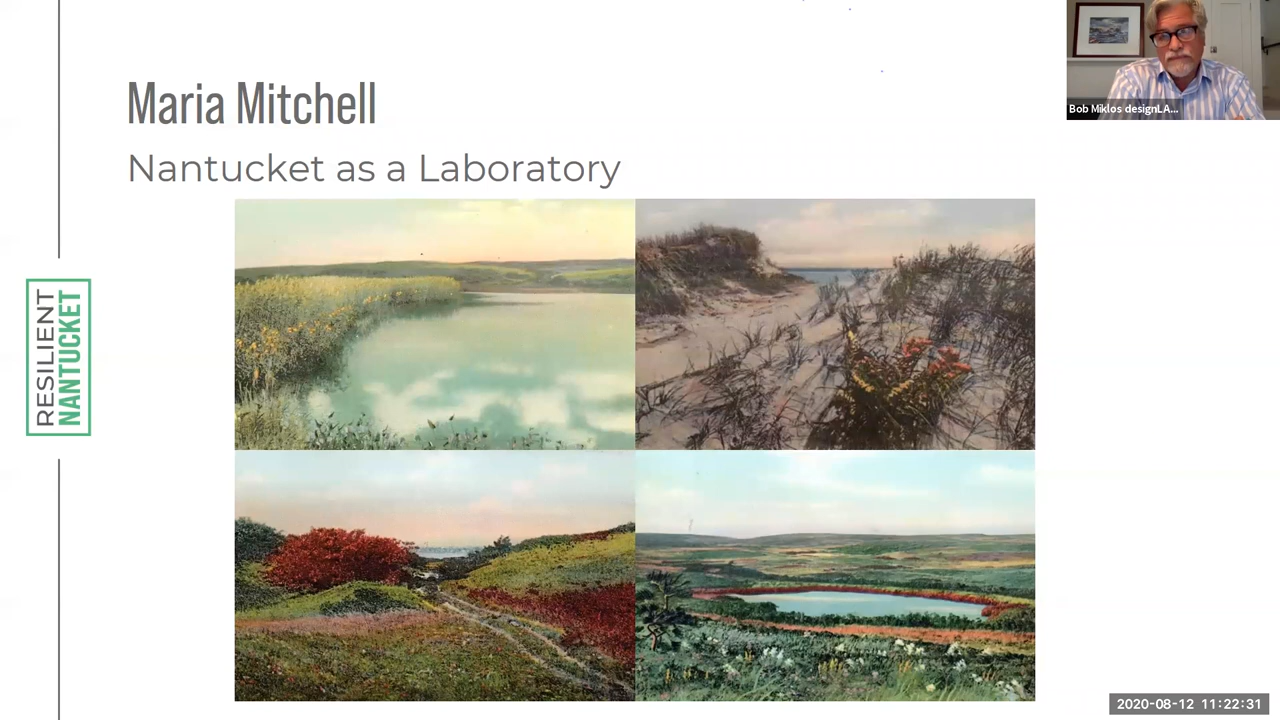 Maria Mitchell
Nantucket as a Laboratory
RESILIENT
NANTUCKET
Bob Miklos designLA...
2020-08-12 11:22:31